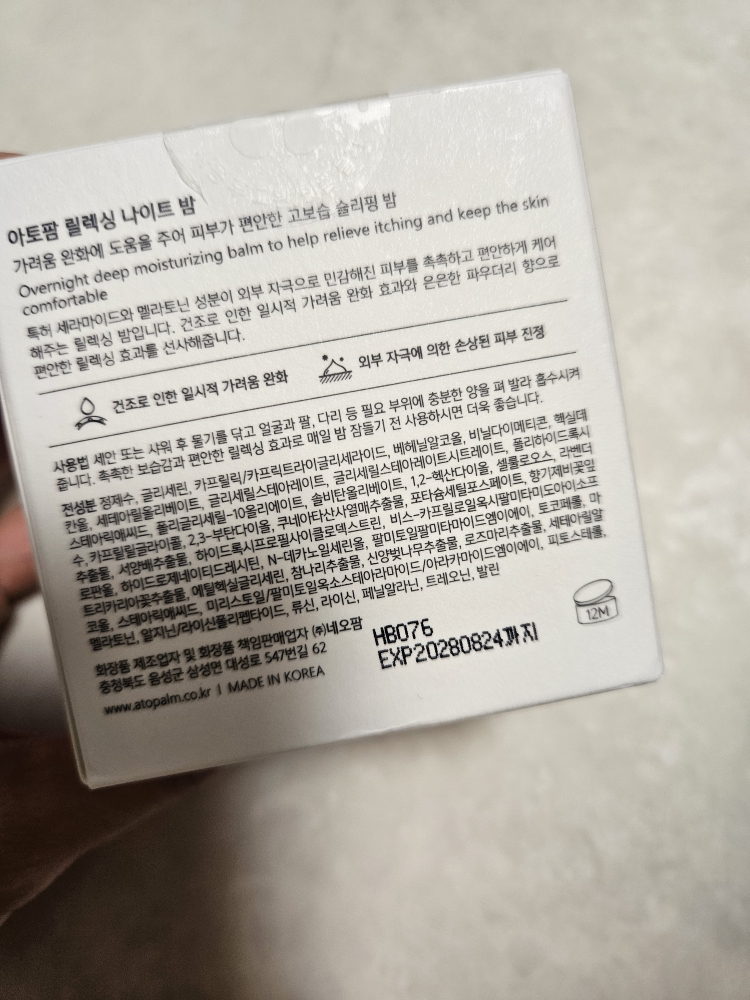 아토팜 릴렉싱 나이트 밤
가려움 완화에 도움을 주어 피부가 편안한 고보습 슬리핑 밤
Overnight deep moisturizing balm to help relieve itching and keep the skin
comfortable
특허 세라마이드와 멜라토닌 성분이 외부 자극으로 민감해진 피부를 촉촉하고 편안하게 케어
해주는 릴렉싱 밤입니다. 건조로 인한 일시적 가려움 완화 효과와 은은한 파우더리 향으로
편안한 릴렉싱 효과를 선사해줍니다.
건조로 인한 일시적 가려움 완화
외부 자극에 의한 손상된 피부 진정
사용법 세안 또는 샤워 후 물기를 닦고 얼굴과 팔, 다리 등 필요 부위에 충분한 양을 펴 발라 흡수시켜
줍니다. 촉촉한 보습감과 편안한 릴렉싱 효과로 매일 밤 잠들기 전 사용하시면 더욱 좋습니다.
전성분 정제수, 글리세린, 카프릴릭/카프릭트라이글리세라이드, 베헤닐알코올, 비닐다이메티콘, 핵실데
칸올, 세테아릴올리베이트, 글리세릴스테아레이트, 글리세릴스테아레이트시트레이트, 폴리하이드록시
스테아릭애씨드, 폴리글리세릴-10올리에이트, 솔비탄올리베이트, 1,2-헥산다이올, 셀룰로오스, 라벤더
수, 카프릴릴글라이콜, 2,3-부탄다이올, 쿠네아타산사열매추출물, 포타슘세틸포스페이트, 향기제비꽃잎
추출물, 서양배추출물, 하이드록시프로필사이클로덱스트린, 비스-카프릴로일옥시팔미타미도아이소프
로판올, 하이드로제네이티드레시틴, N-데카노일세린올, 팔미토일팔미타마이드엠이에이, 토코페롤, 마
트리카리아꽃추출물, 에틸헥실글리세린, 참나리추출물, 신양벚나무추출물, 로즈마리추출물, 세테아릴알
코올, 스테아릭애씨드, 미리스토일/팔미토일옥소스테아라마이드/아라카마이드엠이에이, 피토스테롤,
멜라토닌, 알지닌/라이신폴리펩타이드, 류신, 라이신, 페닐알라닌, 트레오닌, 발린
화장품 제조업자 및 화장품 책임판매업자 ㈜네오팜
충청북도 음성군 삼성면 대성로 547번길 62
www.atopalm.co.kr | MADE IN KOREA
HB076
EXP20280824까지
12M